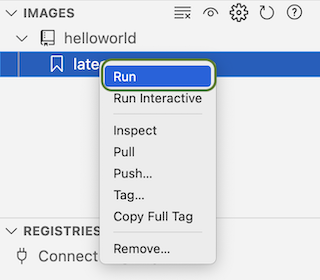 IMAGES
helloworld
late
Run
Run Interactive
Inspect
Pull
Push...
Tag...
Copy Full Tag
Remove...
REGISTRIES
Connect